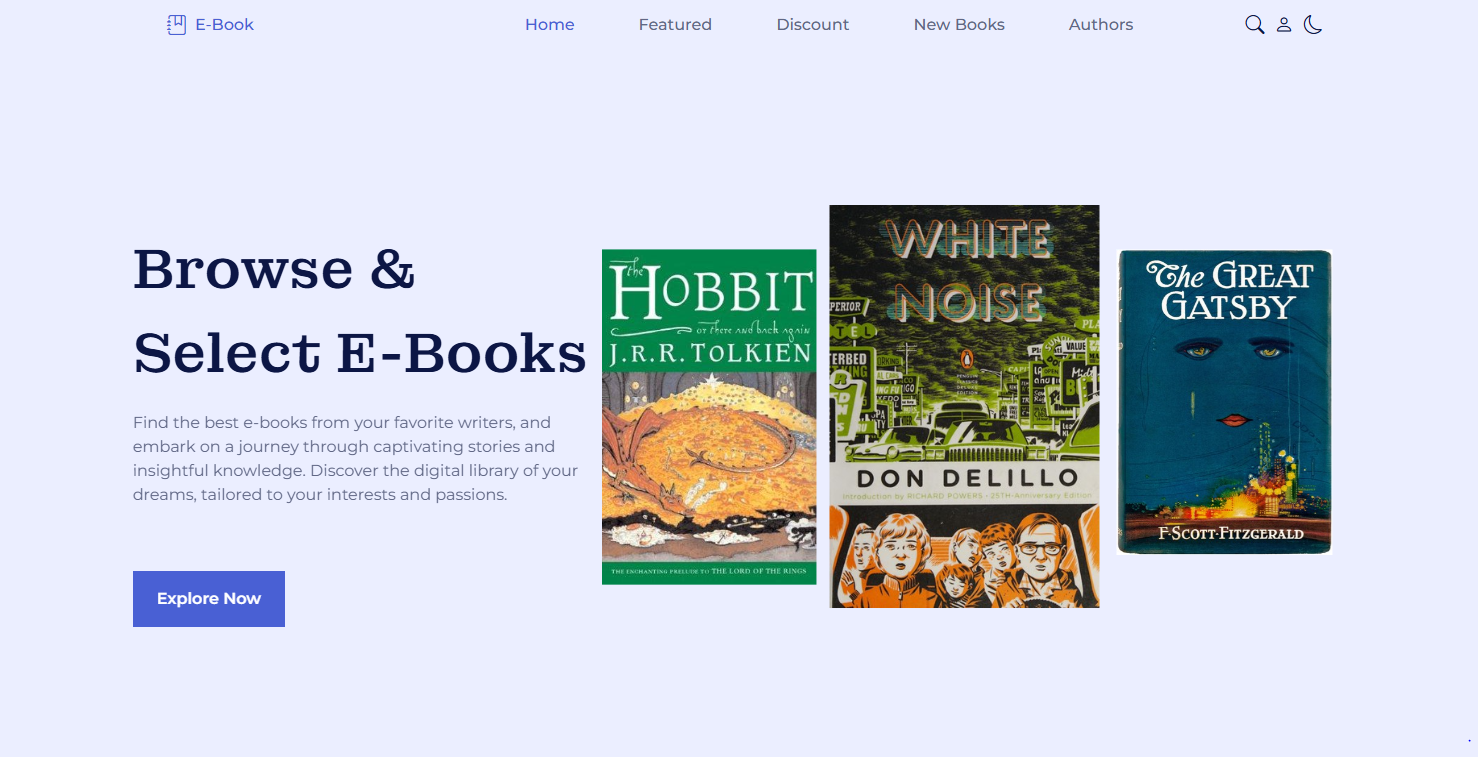 E-Book
Home
Featured
Discount
New Books
Authors
Browse &
Select E-Books
Find the best e-books from your favorite writers, and
embark on a journey through captivating stories and
insightful knowledge. Discover the digital library of your
dreams, tailored to your interests and passions.
Explore Now
the
HOBBIT
or there and back again
J.R.R. TOLKIEN
THE ENCHANTING PRELUDE TO THE LORD OF THE RINGS
WHITE
NOISE
VALUE
DON DELILLO
Introduction by RICHARD POWERS · 25TH-Anniversary Edition
The GREAT
GATSBY
F·SCOTT·FITZGERALD